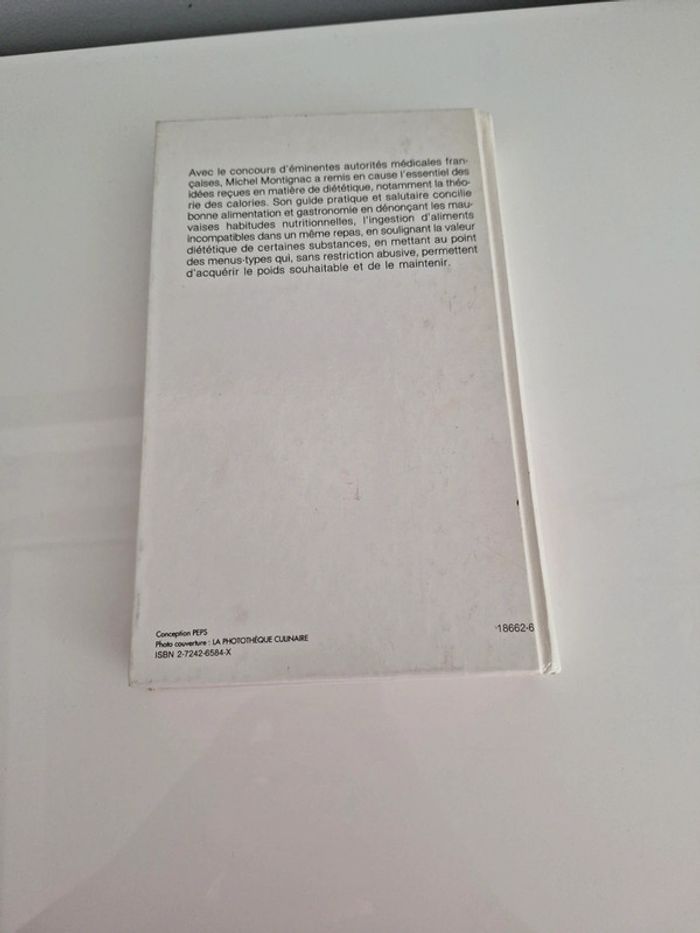 Avec le concours d'éminentes autorités médicales fran-
çaises, Michel Montignac a remis en cause l'essentiel des
idées reçues en matière de diététique, notamment la théo-
rie des calories. Son guide pratique et salutaire concilie
bonne alimentation et gastronomie en dénonçant les mau-
vaises habitudes nutritionnelles, l'ingestion d'aliments
incompatibles dans un même repas, en soulignant la valeur
diététique de certaines substances, en mettant au point
des menus-types qui, sans restriction abusive, permettent
d'acquérir le poids souhaitable et de le maintenir.
Conception PEPS
Photo couverture : LA PHOTOTHÈQUE CULINAIRE
ISBN 2-7242-6584-X
18662-6